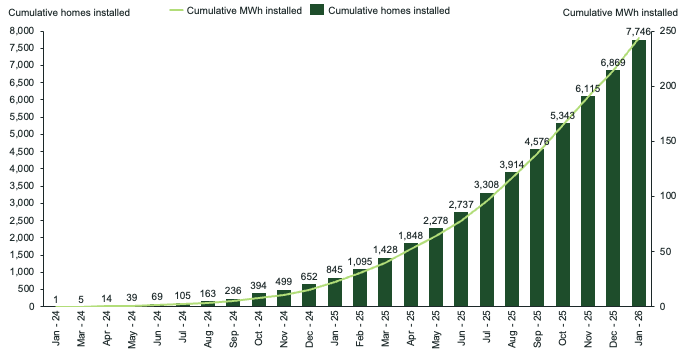 Cumulative homes installed
Cumulative MWh installed
Cumulative homes installed
Cumulative MWh installed
8,000
7,500
7,000
6,500
6,000
5,500
5,000
4,500
4,000
3,500
3,000
2,500
2,000
1,500
1,000
500
0
250
200
150
100
50
0
1
5
14
39
69
105
163
236
394
499
652
845
1,095
1,428
1,848
2,278
2,737
3,308
3,914
4,576
5,343
6,115
6,869
7,746
Jan - 24
Mar - 24
Apr - 24
May - 24
Jun - 24
Jul - 24
Aug - 24
Sep - 24
Oct - 24
Nov - 24
Dec - 24
Jan - 25
Feb - 25
Mar - 25
Apr - 25
May - 25
Jun - 25
Jul - 25
Aug - 25
Sep - 25
Oct - 25
Nov - 25
Dec - 25
Jan - 26